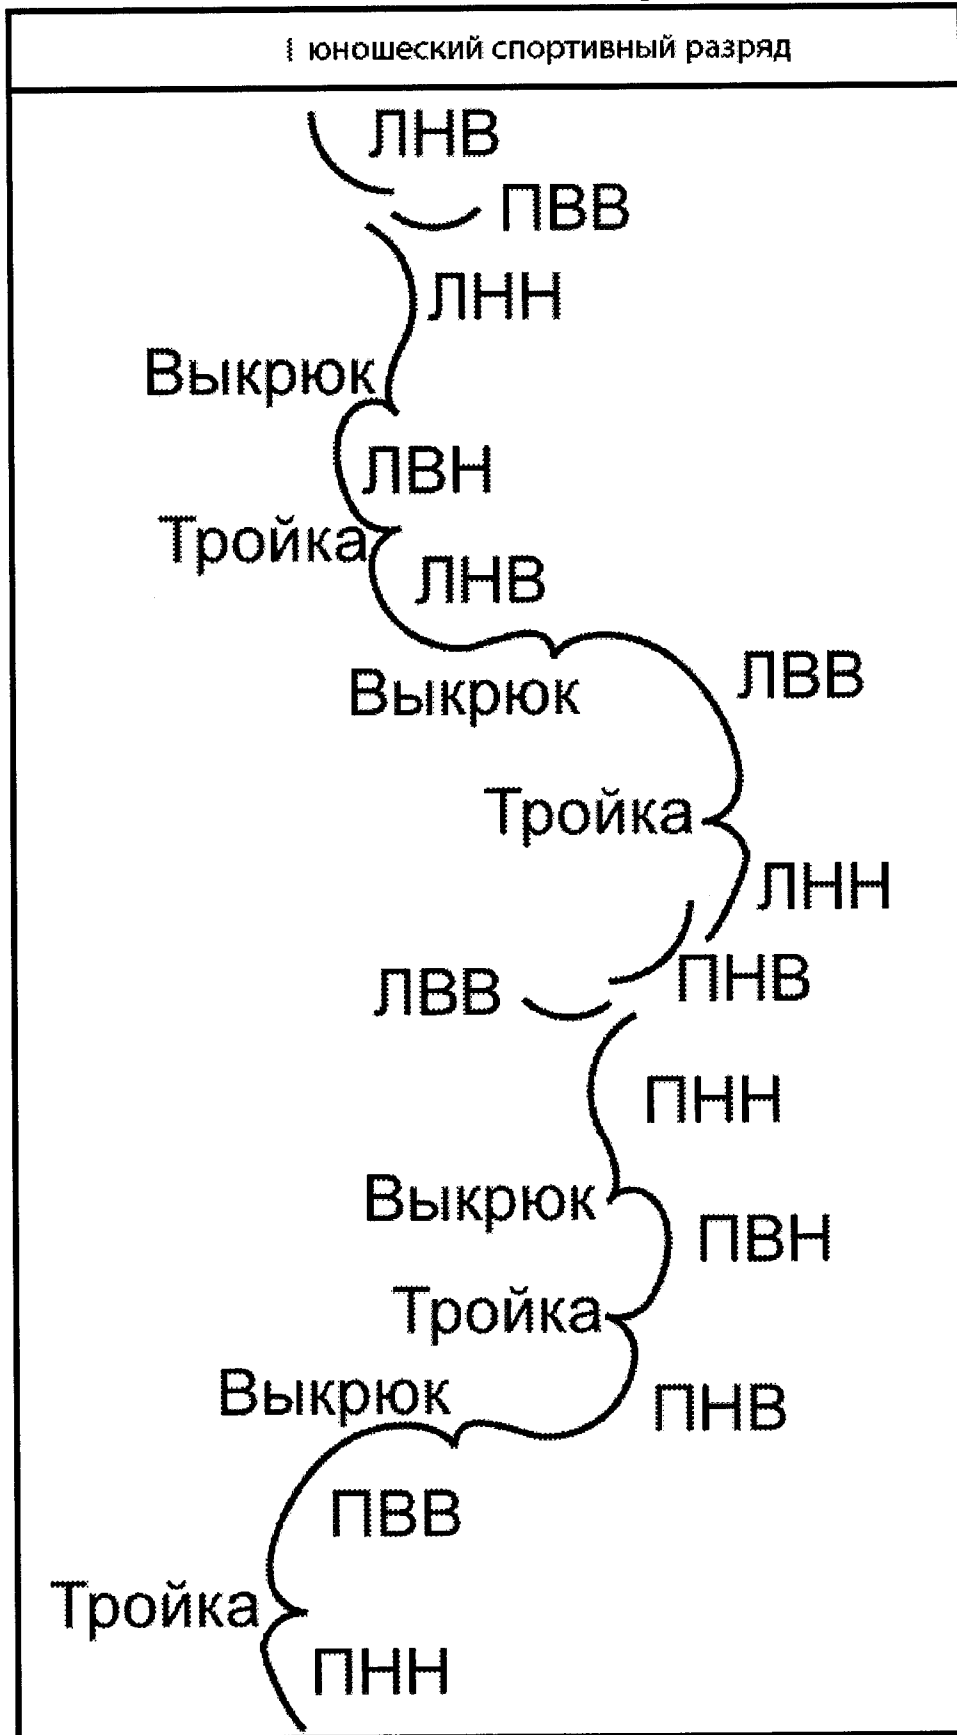 I юношеский спортивный разряд
ЛНВ
ПВВ
ЛНН
Выкрюк
ЛВН
Тройка
ЛНВ
ЛВВ
Выкрюк
Тройка
ЛНН
ПНВ
ЛВВ
ПНН
Выкрюк
ПВН
Тройка
Выкрюк
ПНВ
ПВВ
Тройка
ПНН